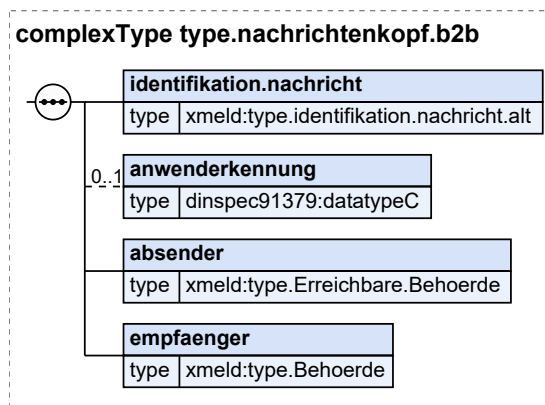 complexType type.nachrichtenkopf.b2b
identifikation.nachricht
type xmeld:type.identifikation.nachricht.alt
0..1
anwenderkennung
type dinspec91379:datatypeC
absender
type xmeld:type.Erreichbare.Behoerde
empfaenger
type xmeld:type.Behoerde